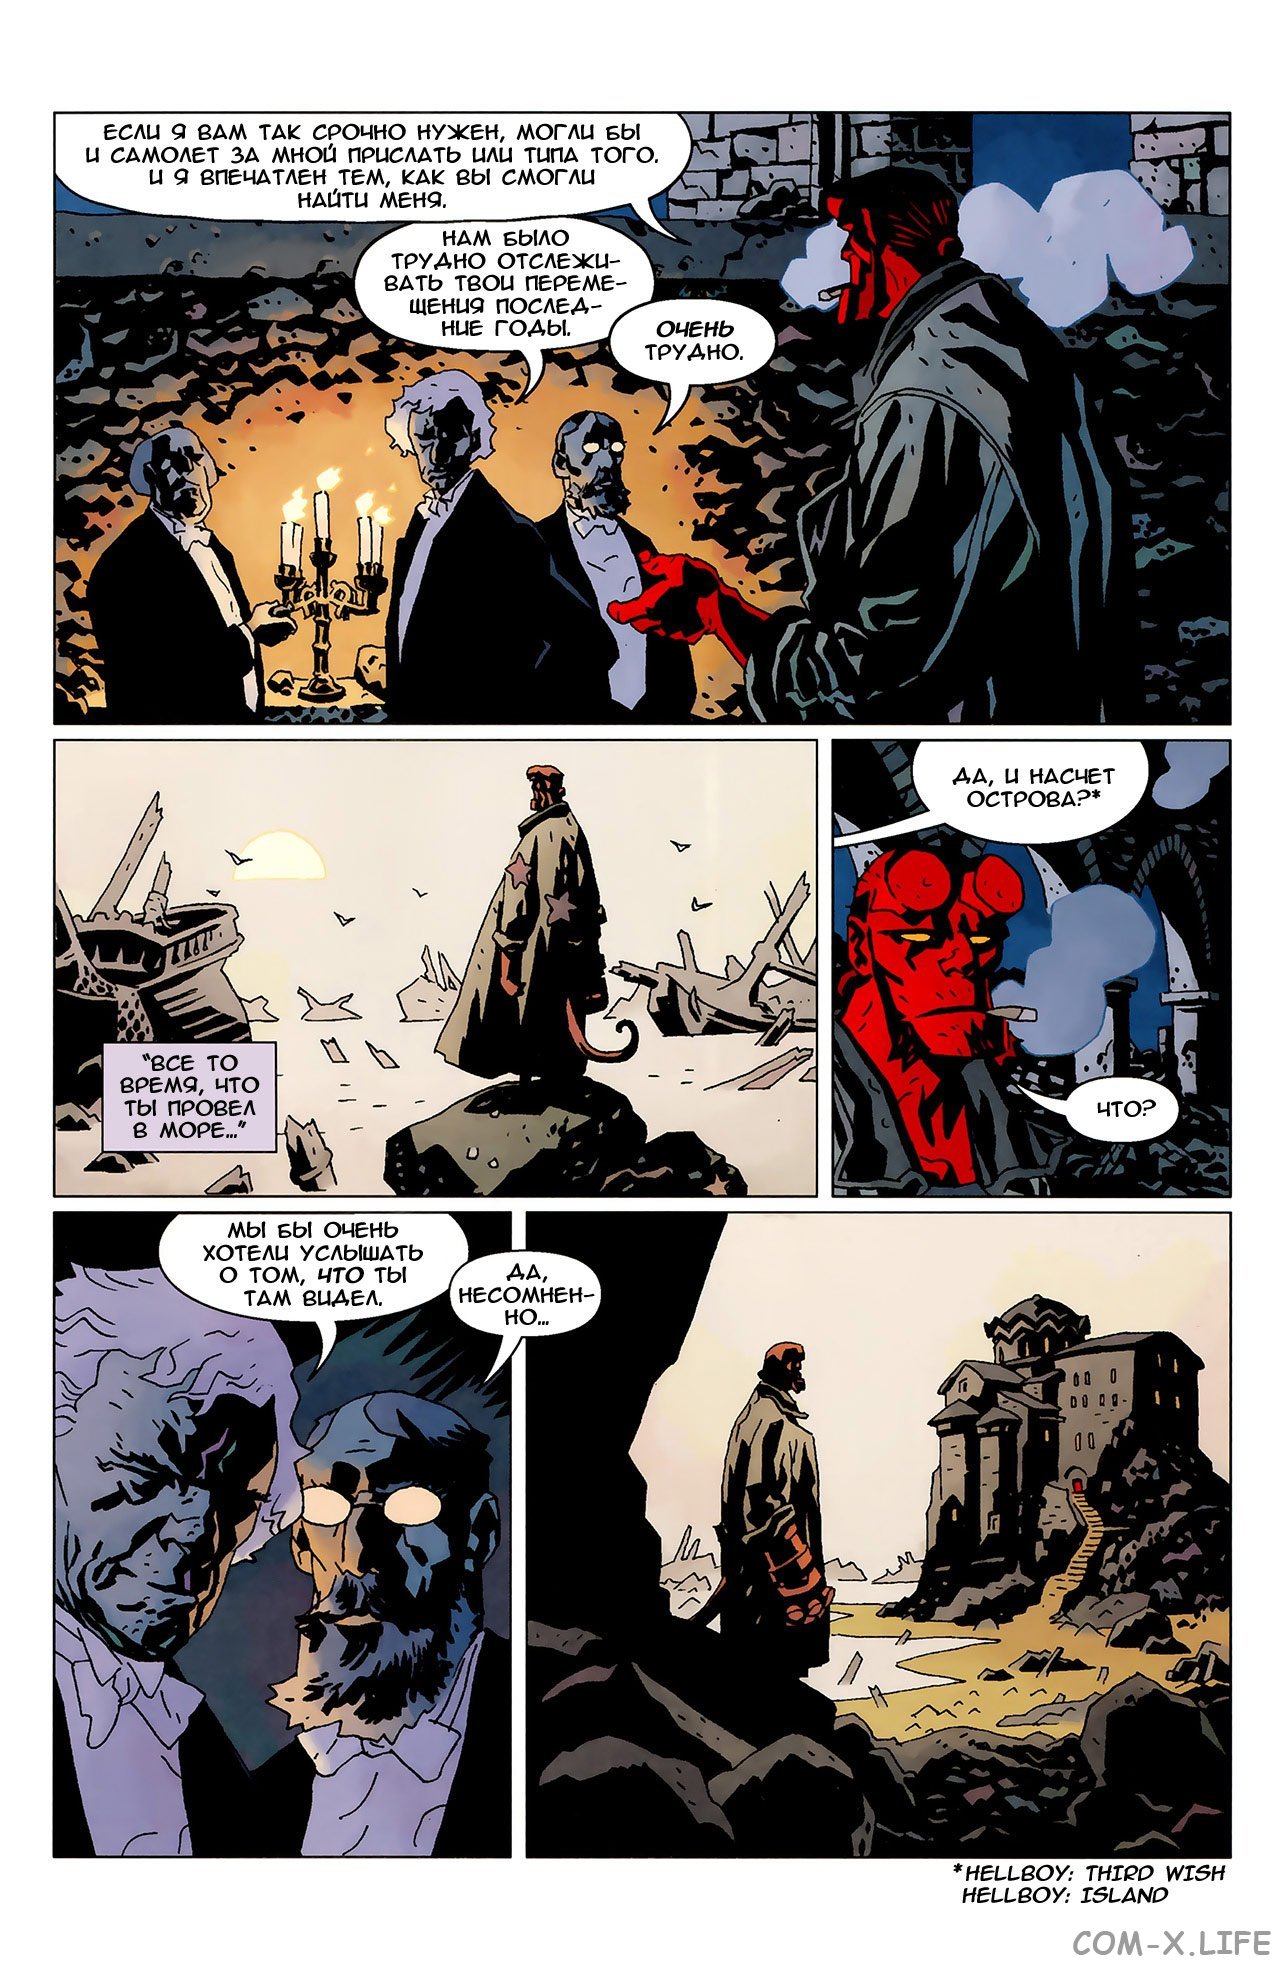 ЕСЛИ Я ВАМ ТАК СРОЧНО НУЖЕН, МОГЛИ БЫ
И САМОЛЕТ ЗА МНОЙ ПРИСЛАТЬ ИЛИ ТИПА ТОГО.
И Я ВПЕЧАТЛЕН ТЕМ, КАК ВЫ СМОГЛИ
НАЙТИ МЕНЯ.
НАМ БЫЛО
ТРУДНО ОТСЛЕЖИ-
ВАТЬ ТВОИ ПЕРЕМЕ-
ЩЕНИЯ ПОСЛЕД-
НИЕ ГОДЫ.
ОЧЕНЬ
ТРУДНО.
"ВСЕ ТО
ВРЕМЯ, ЧТО
ТЫ ПРОВЕЛ
В МОРЕ..."
ДА, И НАСЧЕТ
ОСТРОВА?*
ЧТО?
МЫ БЫ ОЧЕНЬ
ХОТЕЛИ УСЛЫШАТЬ
О ТОМ, ЧТО ТЫ
ТАМ ВИДЕЛ.
ДА,
НЕСОМНЕН-
НО...
*HELLBOY: THIRD WISH
HELLBOY: ISLAND
COM-X.LIFE